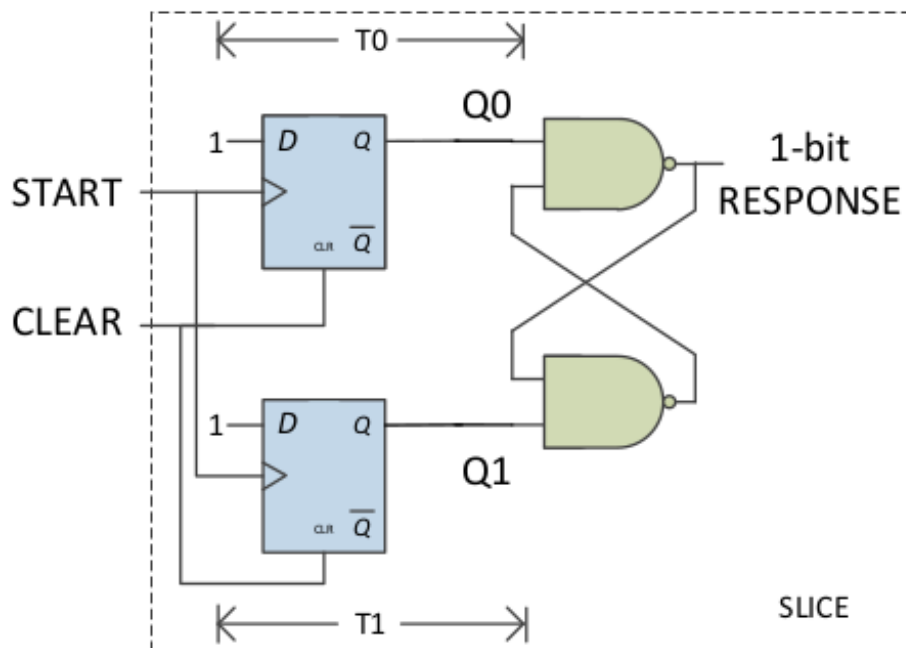 T0
Q0
1 D Q
START
1-bit
RESPONSE
CLR Q
CLEAR
1 D Q
Q1
CLR Q
T1
SLICE